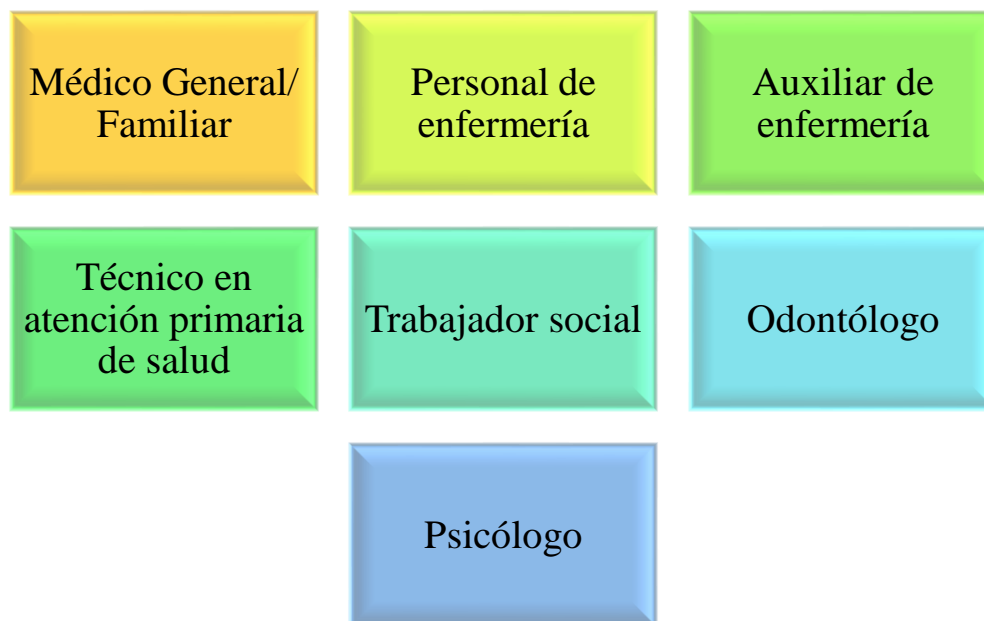 Médico General/
Familiar
Personal de
enfermería
Auxiliar de
enfermería
Técnico en
atención primaria
de salud
Trabajador social
Odontólogo
Psicólogo